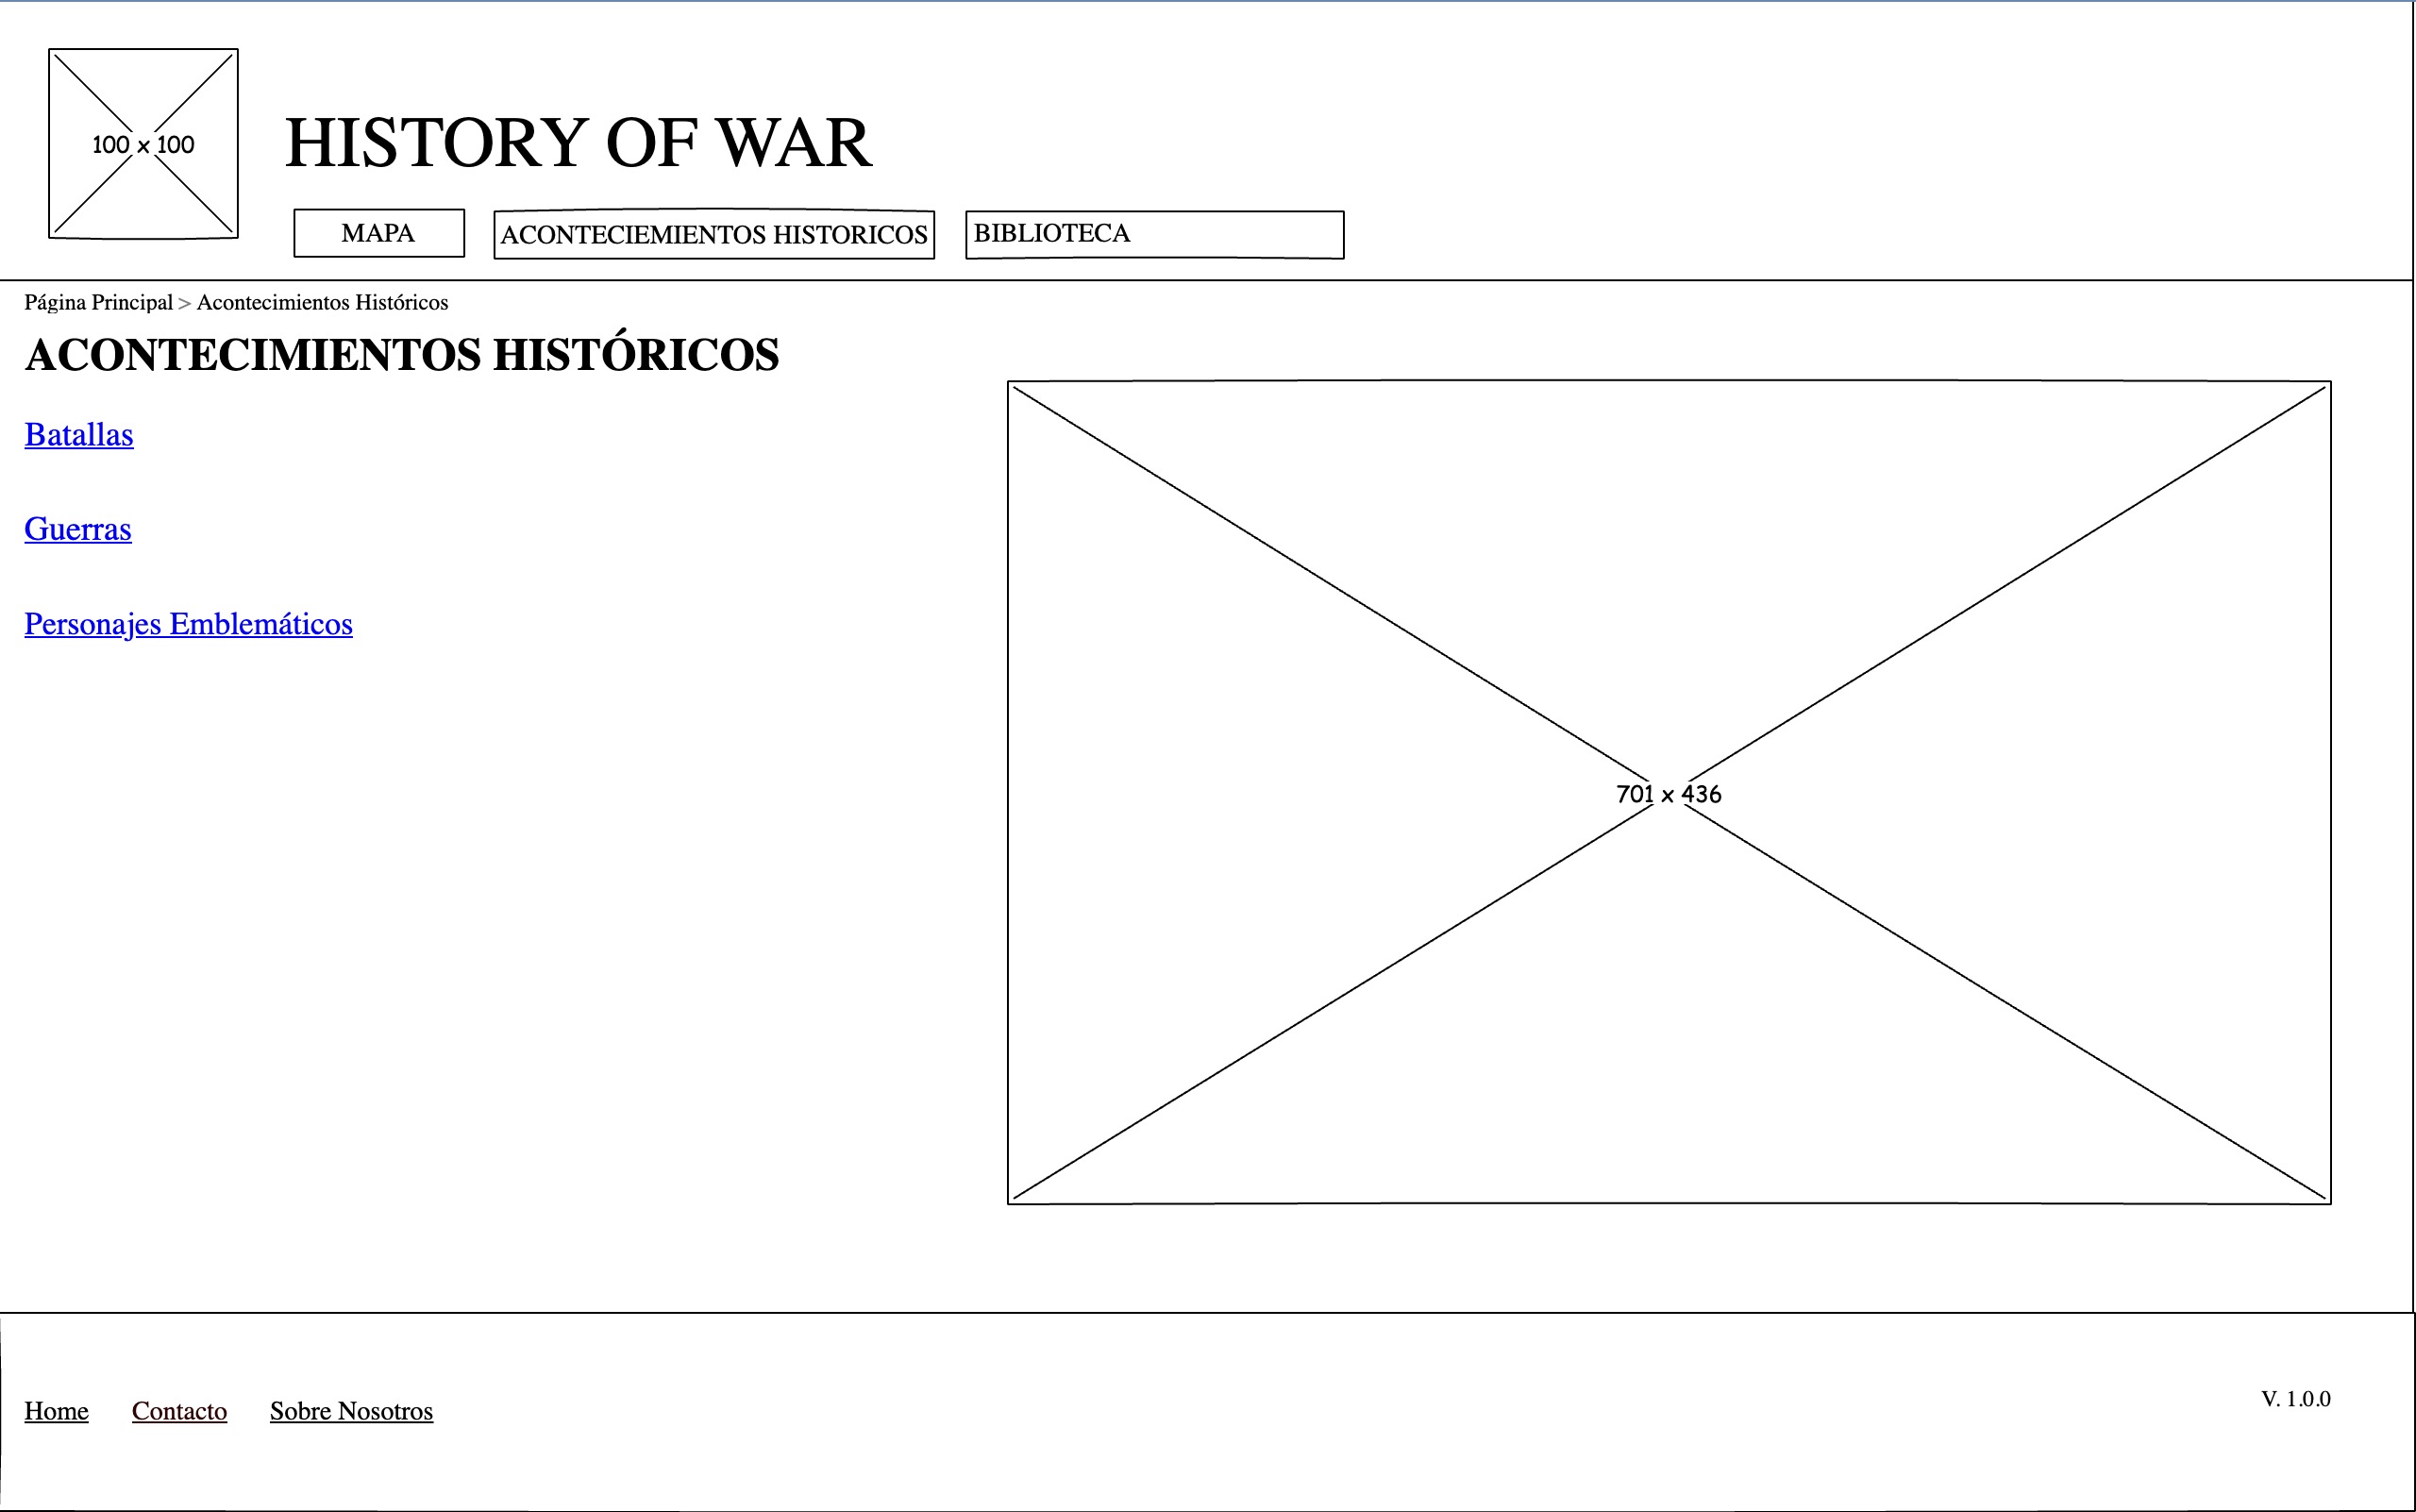 100 x 100
HISTORY OF WAR
MAPA
ACONTECIEMIENTOS HISTORICOS
BIBLIOTECA
Página Principal > Acontecimientos Históricos
ACONTECIMIENTOS HISTÓRICOS
Batallas
Guerras
Personajes Emblemáticos
701 x 436
Home
Contacto
Sobre Nosotros
V. 1.0.0